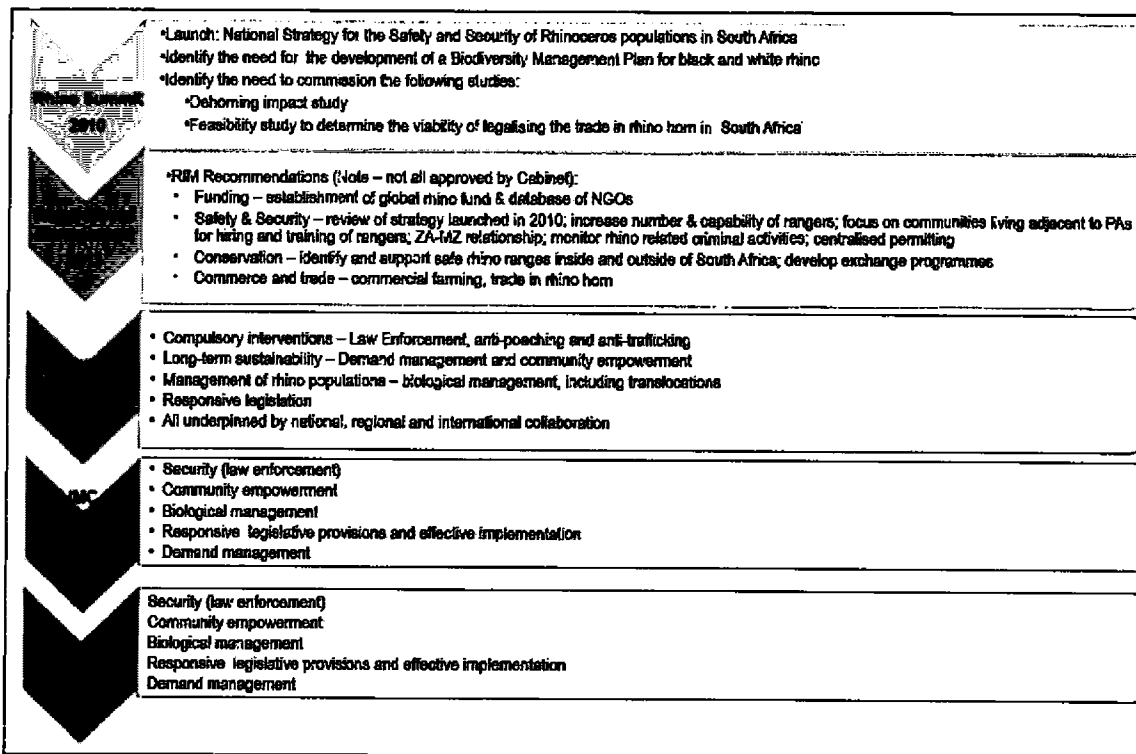 Rhino Summit
2010
•Launch: National Strategy for the Safety and Security of Rhinoceros populations in South Africa
•Identify the need for the development of a Biodiversity Management Plan for black and white rhino
•Identify the need to commission the following studies:
•Dehorning impact study
•Feasibility study to determine the viability of legalising the trade in rhino horn in South Africa
•RIM Recommendations (Note – not all approved by Cabinet):
• Funding – establishment of global rhino fund & database of NGOs
• Safety & Security – review of strategy launched in 2010; increase number & capability of rangers; focus on communities living adjacent to PAs
for hiring and training of rangers; ZA-MZ relationship; monitor rhino related criminal activities; centralised permitting
• Conservation – identify and support safe rhino ranges inside and outside of South Africa; develop exchange programmes
• Commerce and trade – commercial farming, trade in rhino horn
• Compulsory interventions – Law Enforcement, anti-poaching and anti-trafficking
• Long-term sustainability – Demand management and community empowerment
• Management of rhino populations – biological management, including translocations
• Responsive legislation
• All underpinned by national, regional and international collaboration
IMC
• Security (law enforcement)
• Community empowerment
• Biological management
• Responsive legislative provisions and effective implementation
• Demand management
Security (law enforcement)
Community empowerment
Biological management
Responsive legislative provisions and effective implementation
Demand management